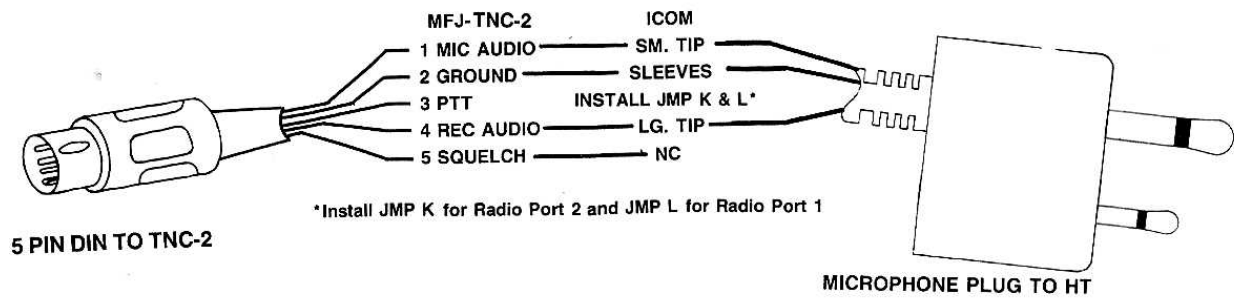 MFJ-TNC-2 ICOM
1 MIC AUDIO SM. TIP
2 GROUND SLEEVES
3 PTT INSTALL JMP K & L*
4 REC AUDIO LG. TIP
5 SQUELCH NC
*Install JMP K for Radio Port 2 and JMP L for Radio Port 1
5 PIN DIN TO TNC-2
MICROPHONE PLUG TO HT